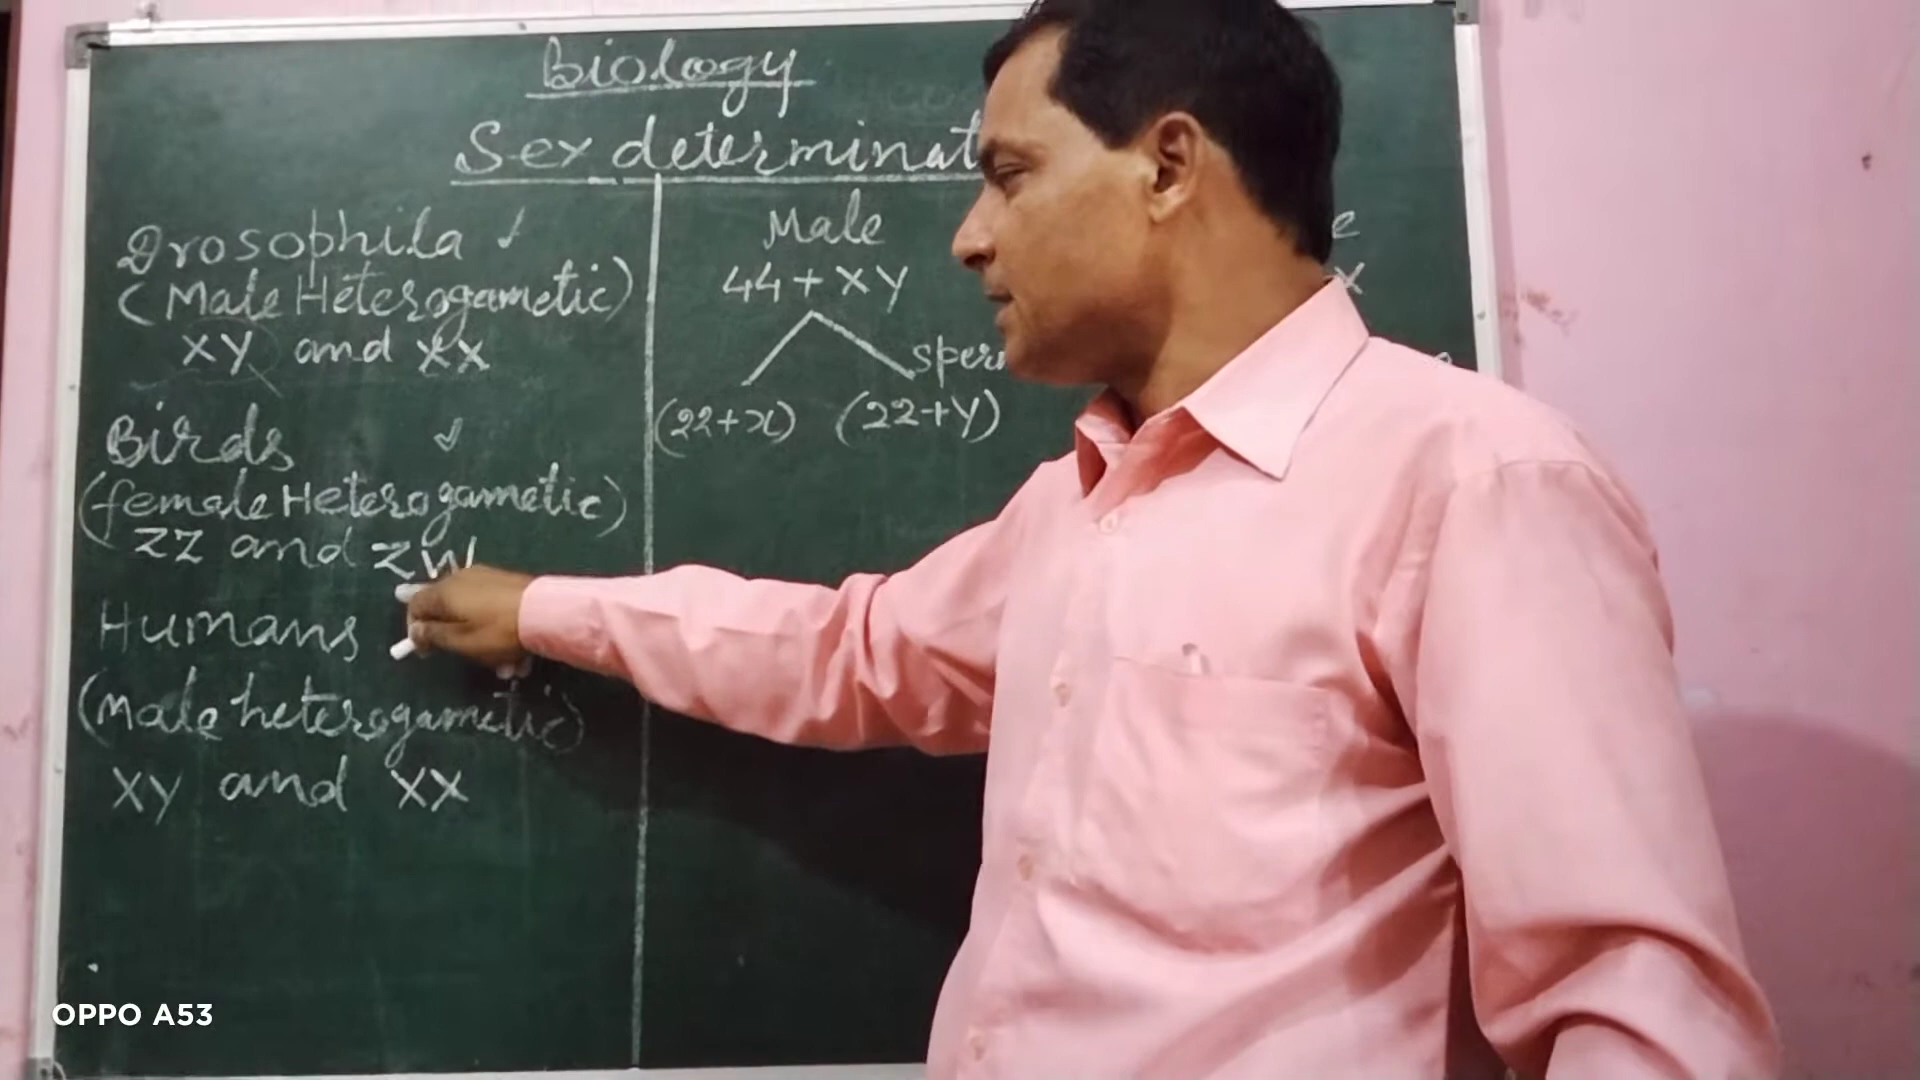 Biology
Sex determinat
Drosophila ✓
(Male Heterogametic)
XY and XX
Birds ✓
(female Heterogametic)
ZZ and ZW
Humans
(Male heterogametic)
XY and XX
Male
44 + XY
sper
(22+X) (22+Y)
e
X
OPPO A53